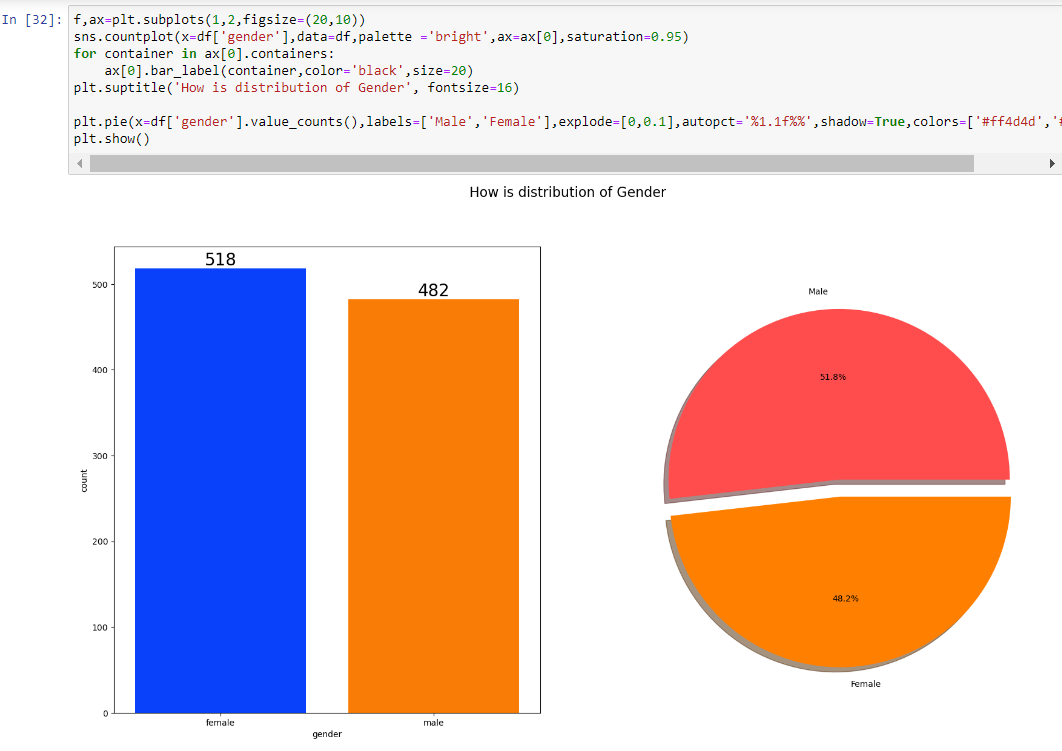 In [32]: f,ax=plt.subplots(1,2,figsize=(20,10))
sns.countplot(x=df['gender'],data=df,palette ='bright',ax=ax[0],saturation=0.95)
for container in ax[0].containers:
    ax[0].bar_label(container,color='black',size=20)
plt.suptitle('How is distribution of Gender', fontsize=16)
plt.pie(x=df['gender'].value_counts(),labels=['Male','Female'],explode=[0,0.1],autopct='%1.1f%%',shadow=True,colors=['#ff4d4d','
plt.show()
How is distribution of Gender
518
482
500
400
300
200
100
0
count
female
male
gender
Male
51.8%
48.2%
Female